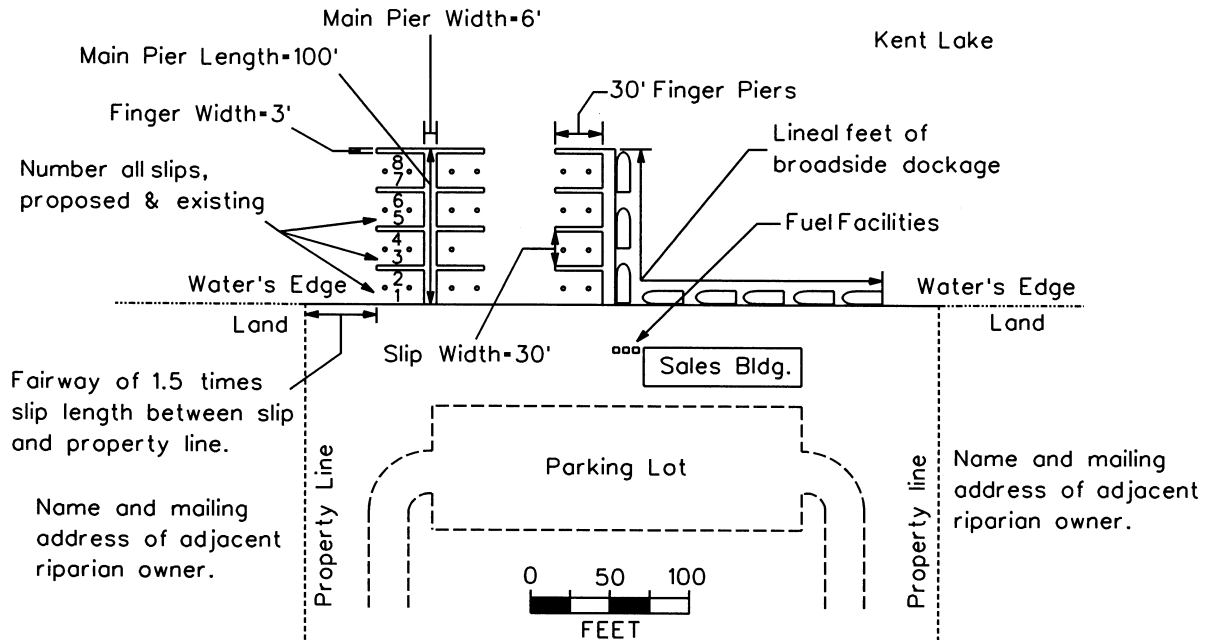 Main Pier Width=6'
Kent Lake
Main Pier Length=100'
30' Finger Piers
Finger Width=3'
Lineal feet of
broadside dockage
Number all slips,
proposed & existing
8
7
6
5
4
3
2
1
Fuel Facilities
Water's Edge
Land
Water's Edge
Land
Slip Width=30'
Sales Bldg.
Fairway of 1.5 times
slip length between slip
and property line.
Parking Lot
Property Line
Property line
Name and mailing
address of adjacent
riparian owner.
Name and mailing
address of adjacent
riparian owner.
0 50 100
FEET